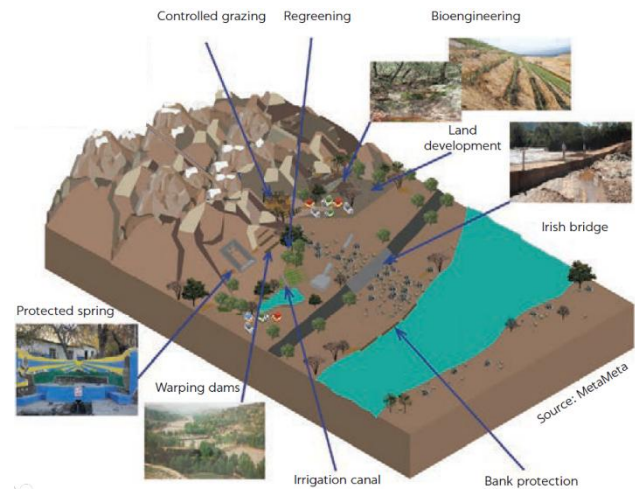 Controlled grazing
Regreening
Bioengineering
Land
development
Irish bridge
Protected spring
Warping dams
Irrigation canal
Bank protection
Source: MetaMeta